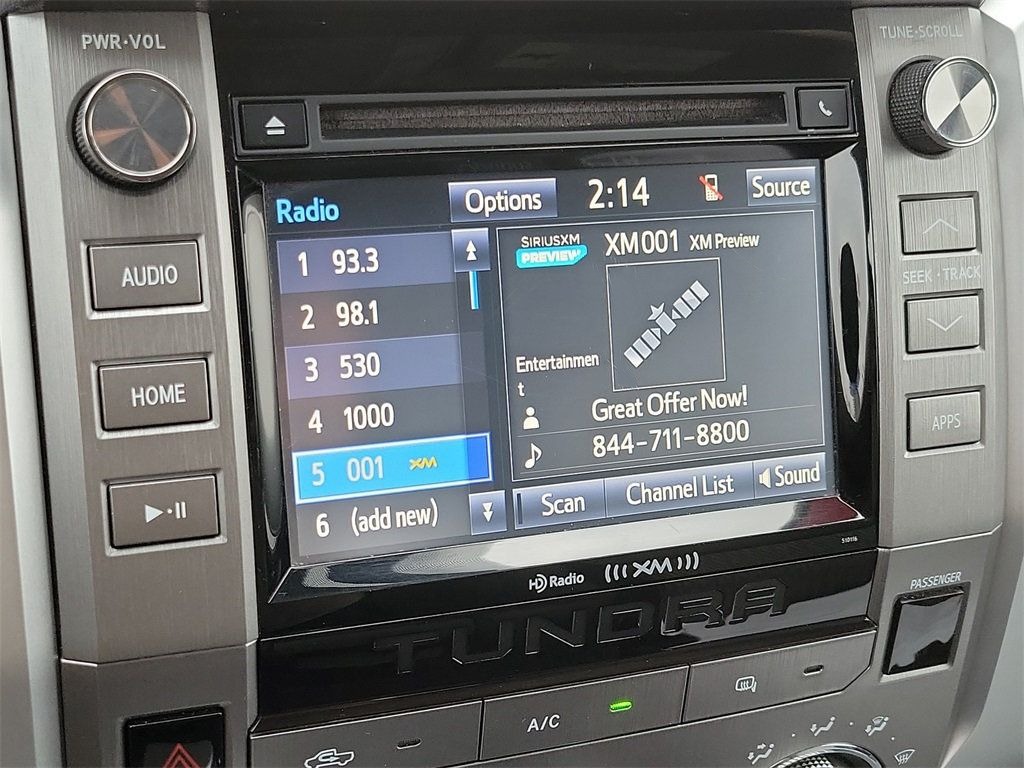 PWR·VOL
TUNE·SCROLL
Radio
Options
2:14
Source
1 93.3
2 98.1
3 530
4 1000
5 001 XM
6 (add new)
SIRIUSXM
PREVIEW
XM001 XM Preview
Entertainmen
t
Great Offer Now!
844-711-8800
Scan
Channel List
Sound
AUDIO
HOME
SEEK·TRACK
APPS
HD Radio
(((XM)))
510116
TUNDRA
PASSENGER
A/C